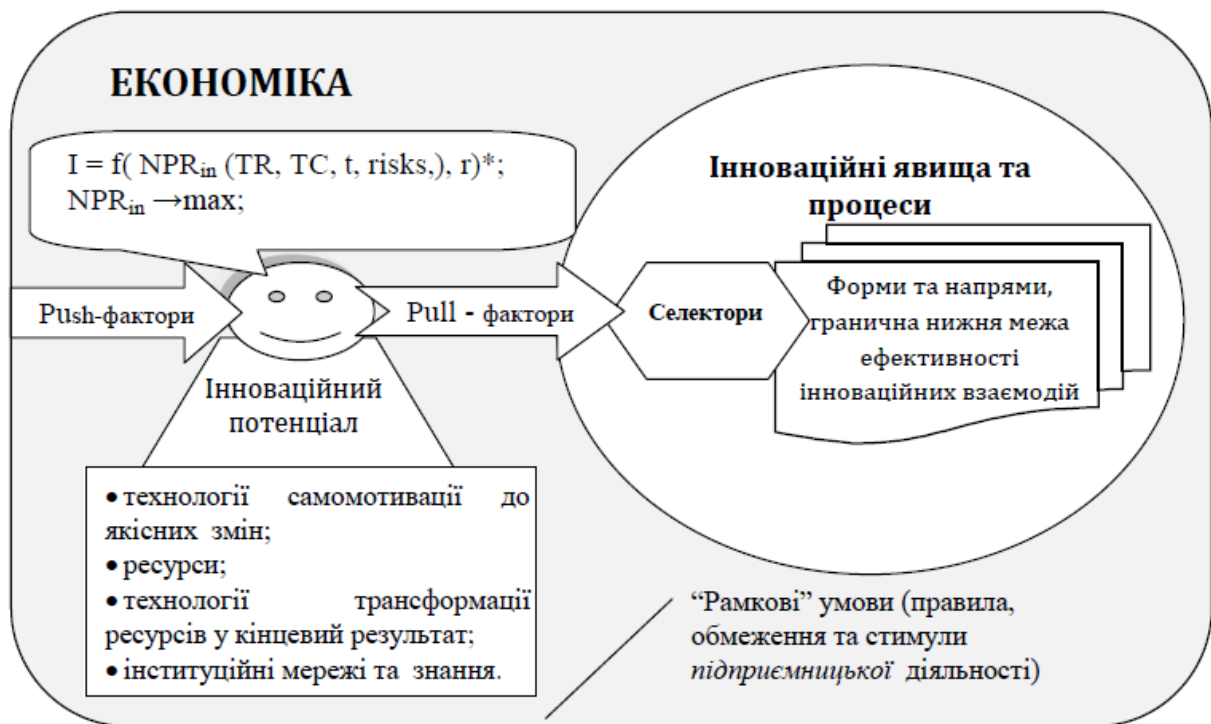 ЕКОНОМІКА
I = f( NPRin (TR, TC, t, risks,), r)*;
NPRin →max;
Push-фактори
Pull - фактори
Інноваційний
потенціал
• технології самомотивації до
якісних змін;
• ресурси;
• технології трансформації
ресурсів у кінцевий результат;
• інституційні мережі та знання.
Інноваційні явища та
процеси
Селектори
Форми та напрями,
гранична нижня межа
ефективності
інноваційних взаємодій
“Рамкові” умови (правила,
обмеження та стимули
підприємницької діяльності)